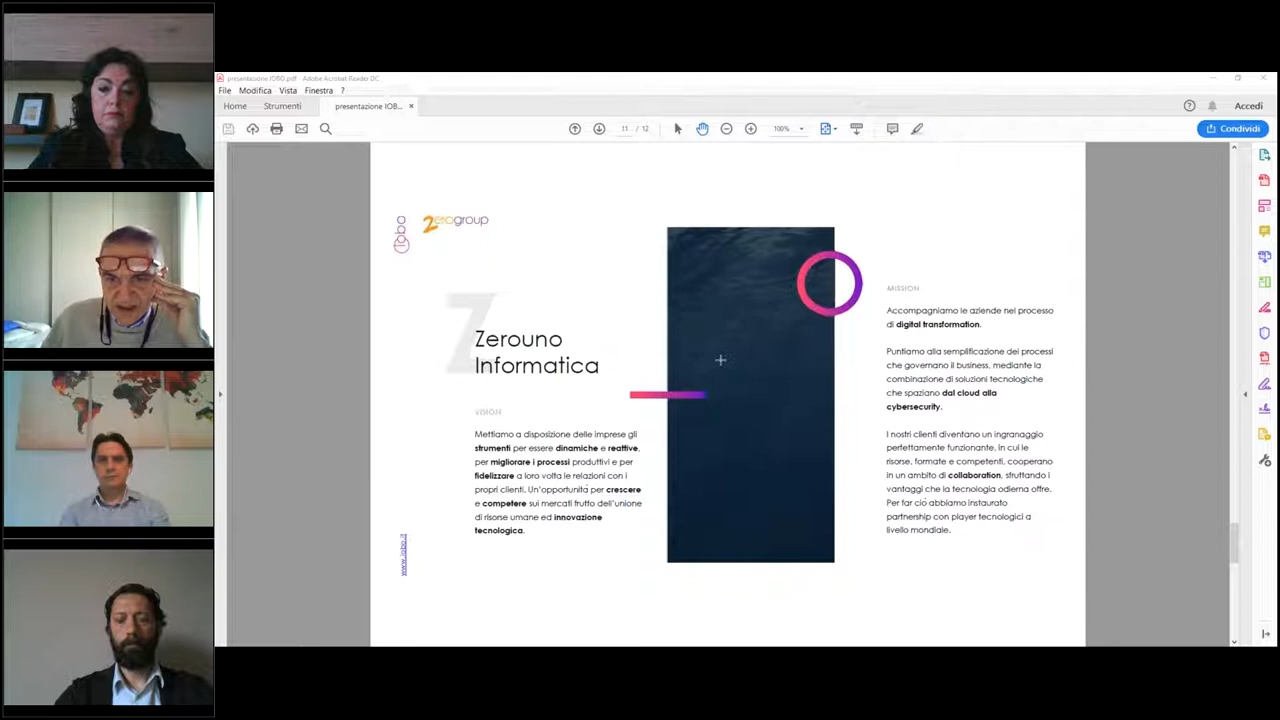 presentazione IOBO.pdf - Adobe Acrobat Reader DC
File Modifica Vista Finestra ?
Home Strumenti presentazione IOB... × Accedi
11 / 12 100% Condividi
iobo
Zerogroup
Z
Zerouno
Informatica
VISION
Mettiamo a disposizione delle imprese gli
strumenti per essere dinamiche e reattive,
per migliorare i processi produttivi e per
fidelizzare a loro volta le relazioni con i
propri clienti. Un'opportunità per crescere
e competere sui mercati frutto dell'unione
di risorse umane ed innovazione
tecnologica.
www.iobo.it
MISSION
Accompagniamo le aziende nel processo
di digital transformation.
Puntiamo alla semplificazione dei processi
che governano il business, mediante la
combinazione di soluzioni tecnologiche
che spaziano dal cloud alla
cybersecurity.
I nostri clienti diventano un ingranaggio
perfettamente funzionante, in cui le
risorse, formate e competenti, cooperano
in un ambito di collaboration, sfruttando i
vantaggi che la tecnologia odierna offre.
Per far ciò abbiamo instaurato
partnership con player tecnologici a
livello mondiale.